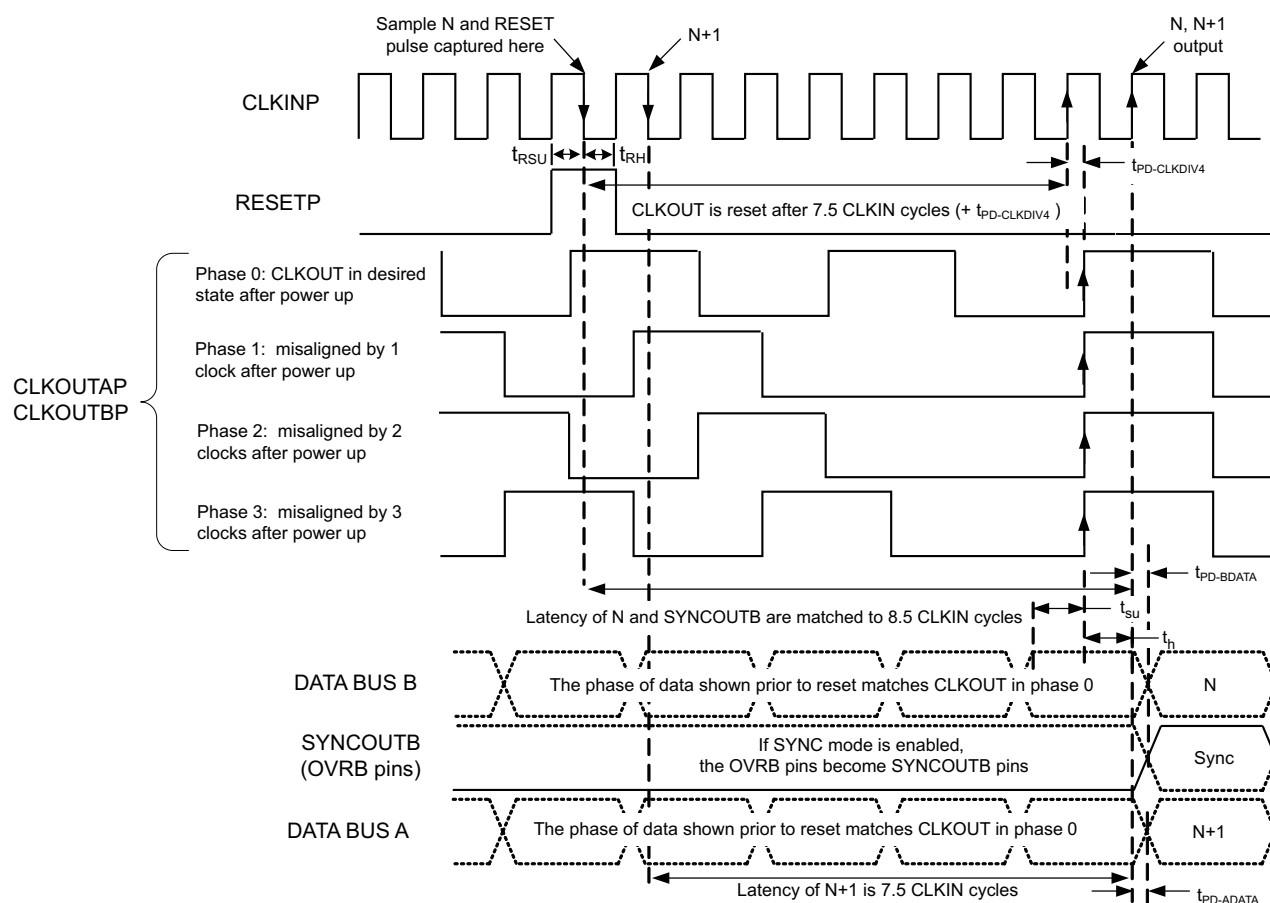 Sample N and RESET
pulse captured here
N+1
N, N+1
output
CLKINP
tRSU
tRH
tPD-CLKDIV4
RESETP
CLKOUT is reset after 7.5 CLKIN cycles (+ tPD-CLKDIV4 )
CLKOUTAP
CLKOUTBP
Phase 0: CLKOUT in desired
state after power up
Phase 1: misaligned by 1
clock after power up
Phase 2: misaligned by 2
clocks after power up
Phase 3: misaligned by 3
clocks after power up
tPD-BDATA
Latency of N and SYNCOUTB are matched to 8.5 CLKIN cycles
tsu
th
DATA BUS B
The phase of data shown prior to reset matches CLKOUT in phase 0
N
SYNCOUTB
(OVRB pins)
If SYNC mode is enabled,
the OVRB pins become SYNCOUTB pins
Sync
DATA BUS A
The phase of data shown prior to reset matches CLKOUT in phase 0
N+1
Latency of N+1 is 7.5 CLKIN cycles
tPD-ADATA